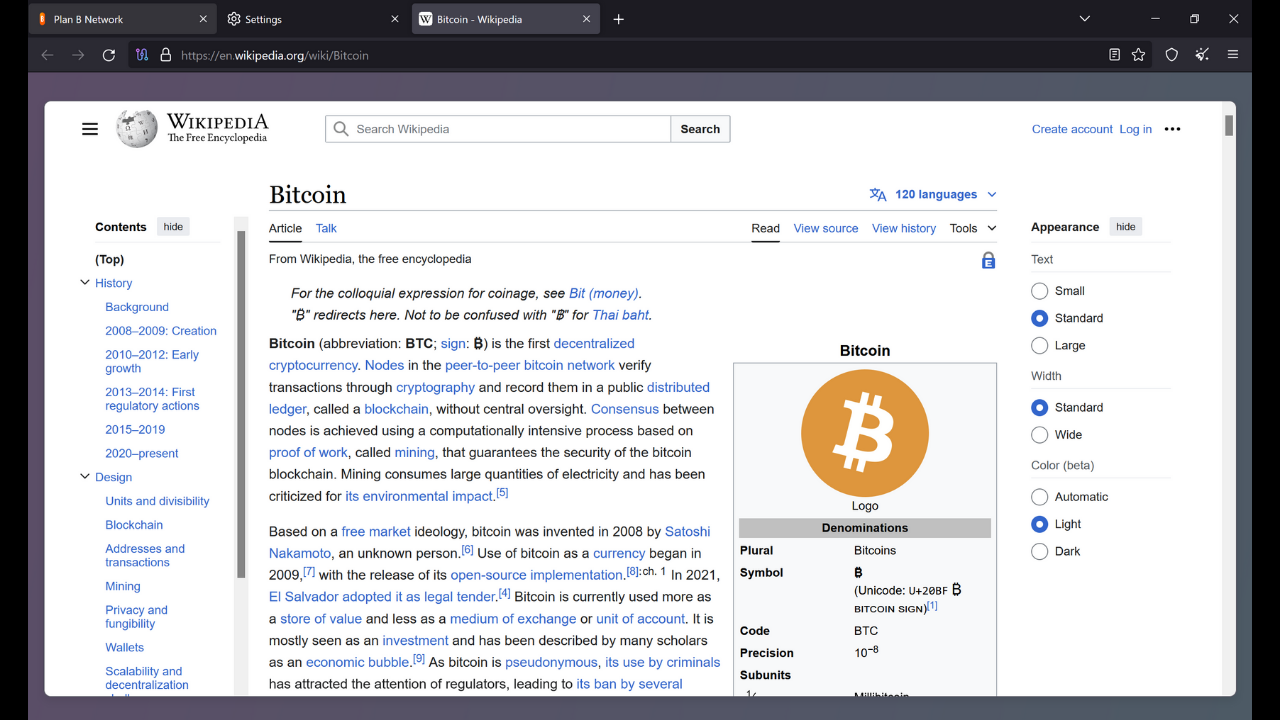 Plan B Network
Settings
Bitcoin - Wikipedia
https://en.wikipedia.org/wiki/Bitcoin
WIKIPEDIA
The Free Encyclopedia
Search Wikipedia
Search
Create account Log in
Bitcoin
120 languages
Contents hide
(Top)
History
Background
2008–2009: Creation
2010–2012: Early
growth
2013–2014: First
regulatory actions
2015–2019
2020–present
Design
Units and divisibility
Blockchain
Addresses and
transactions
Mining
Privacy and
fungibility
Wallets
Scalability and
decentralization
Article Talk
Read View source View history Tools
From Wikipedia, the free encyclopedia
E
For the colloquial expression for coinage, see Bit (money).
"₿" redirects here. Not to be confused with "฿" for Thai baht.
Bitcoin (abbreviation: BTC; sign: ₿) is the first decentralized
cryptocurrency. Nodes in the peer-to-peer bitcoin network verify
transactions through cryptography and record them in a public distributed
ledger, called a blockchain, without central oversight. Consensus between
nodes is achieved using a computationally intensive process based on
proof of work, called mining, that guarantees the security of the bitcoin
blockchain. Mining consumes large quantities of electricity and has been
criticized for its environmental impact.[5]
Based on a free market ideology, bitcoin was invented in 2008 by Satoshi
Nakamoto, an unknown person.[6] Use of bitcoin as a currency began in
2009,[7] with the release of its open-source implementation.[8]: ch. 1 In 2021,
El Salvador adopted it as legal tender.[4] Bitcoin is currently used more as
a store of value and less as a medium of exchange or unit of account. It is
mostly seen as an investment and has been described by many scholars
as an economic bubble.[9] As bitcoin is pseudonymous, its use by criminals
has attracted the attention of regulators, leading to its ban by several
Bitcoin
₿
Logo
Denominations
Plural Bitcoins
Symbol ₿
(Unicode: U+20BF ₿
BITCOIN SIGN)[1]
Code BTC
Precision 10−8
Subunits
1⁄ Millibitcoin
Appearance hide
Text
Small
Standard
Large
Width
Standard
Wide
Color (beta)
Automatic
Light
Dark